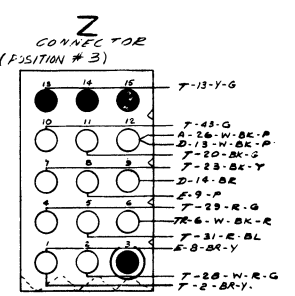 Z
CONNECTOR
(POSITION #3)
13 14 15
T-13-Y-G
10 11 12
T-43-G
A-26-W-BK-P
D-13-W-BK-P
T-20-BK-G
7 8 9
T-23-BK-Y
D-14-BR
E-9-P
4 5 6
T-29-R-G
TR-6-W-BK-R
T-31-R-BL
1 2 3
E-8-BR-Y
T-28-W-R-G
T-2-BR-Y.